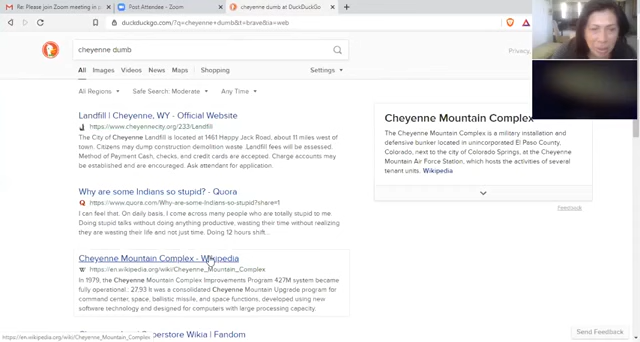 Re: Please join Zoom meeting in
Post Attendee - Zoom
cheyenne dumb at DuckDuckGo
duckduckgo.com/?q=cheyenne+dumb&t=brave&ia=web
cheyenne dumb
Privacy,
All Images Videos News Maps Shopping Settings
All Regions Safe Search: Moderate Any Time
Landfill | Cheyenne, WY - Official Website
https://www.cheyennecity.org/233/Landfill
The City of Cheyenne Landfill is located at 1461 Happy Jack Road, about 11 miles west of
town. Citizens may dump construction demolition waste. Landfill fees will be assessed.
Method of Payment Cash, checks, and credit cards are accepted. Charge accounts may
be established and are encouraged. Ask attendant for application.
Why are some Indians so stupid? - Quora
https://www.quora.com/Why-are-some-Indians-so-stupid?share=1
I can feel that. On daily basis, I come across many people who are totally stupid to me.
Doing stupid talks without doing anything productive, wasting their time without realizing
they are wasting their time and not just time. Doing 12 hours shift...
Cheyenne Mountain Complex - Wikipedia
https://en.wikipedia.org/wiki/Cheyenne_Mountain_Complex
In 1979, the Cheyenne Mountain Complex Improvements Program 427M system became
fully operational : 27.93 It was a consolidated Cheyenne Mountain Upgrade program for
command center, space, ballistic missile, and space functions, developed using new
software technology and designed for computers with large processing capacity.
Superstore Wikia | Fandom
Cheyenne Mountain Complex
The Cheyenne Mountain Complex is a military installation and
defensive bunker located in unincorporated El Paso County,
Colorado, next to the city of Colorado Springs, at the Cheyenne
Mountain Air Force Station, which hosts the activities of several
tenant units. Wikipedia
Feedback
Send Feedback
https://en.wikipedia.org/wiki/Cheyenne_Mountain_Complex